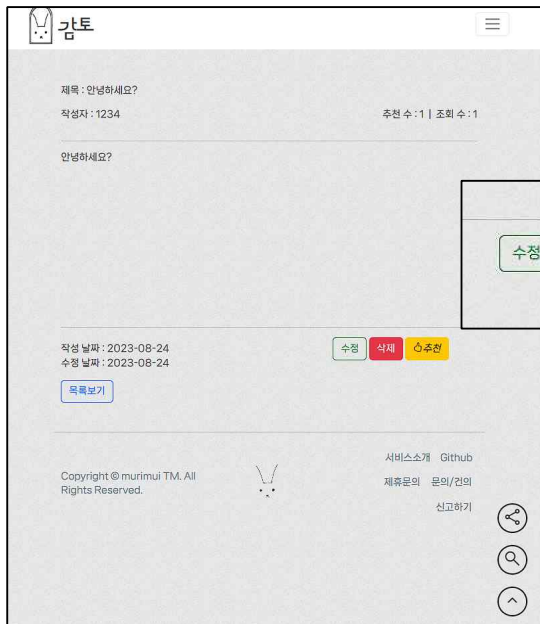 감토
제목 : 안녕하세요?
작성자 : 1234
추천 수 : 1 | 조회 수 : 1
안녕하세요?
수정
작성 날짜 : 2023-08-24
수정 날짜 : 2023-08-24
수정 삭제 추천
목록보기
서비스소개 Github
Copyright © murimui TM. All
Rights Reserved.
제휴문의 문의/건의
신고하기